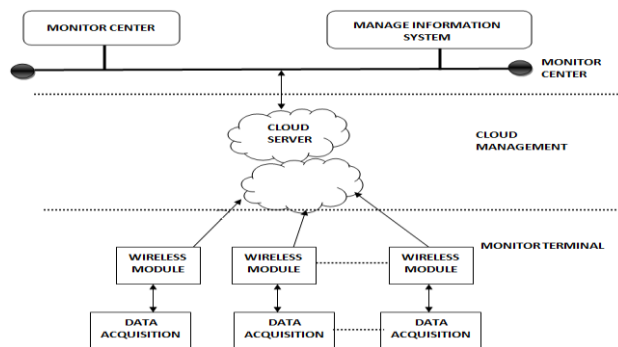 MONITOR CENTER
MANAGE INFORMATION
SYSTEM
MONITOR
CENTER
CLOUD
SERVER
CLOUD
MANAGEMENT
MONITOR TERMINAL
WIRELESS
MODULE
WIRELESS
MODULE
WIRELESS
MODULE
DATA
ACQUISITION
DATA
ACQUISITION
DATA
ACQUISITION